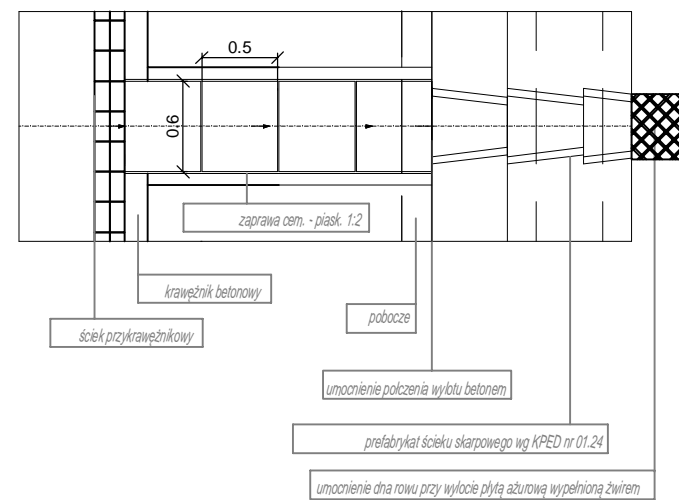 0.5
0.6
zaprawa cem. - piask. 1:2
krawężnik betonowy
pobocze
ściek przykrawężnikowy
umocnienie połczenia wylotu betonem
prefabrykat ścieku skarpowego wg KPED nr 01.24
umocnienie dna rowu przy wylocie płytą ażurową wypełnioną żwirem